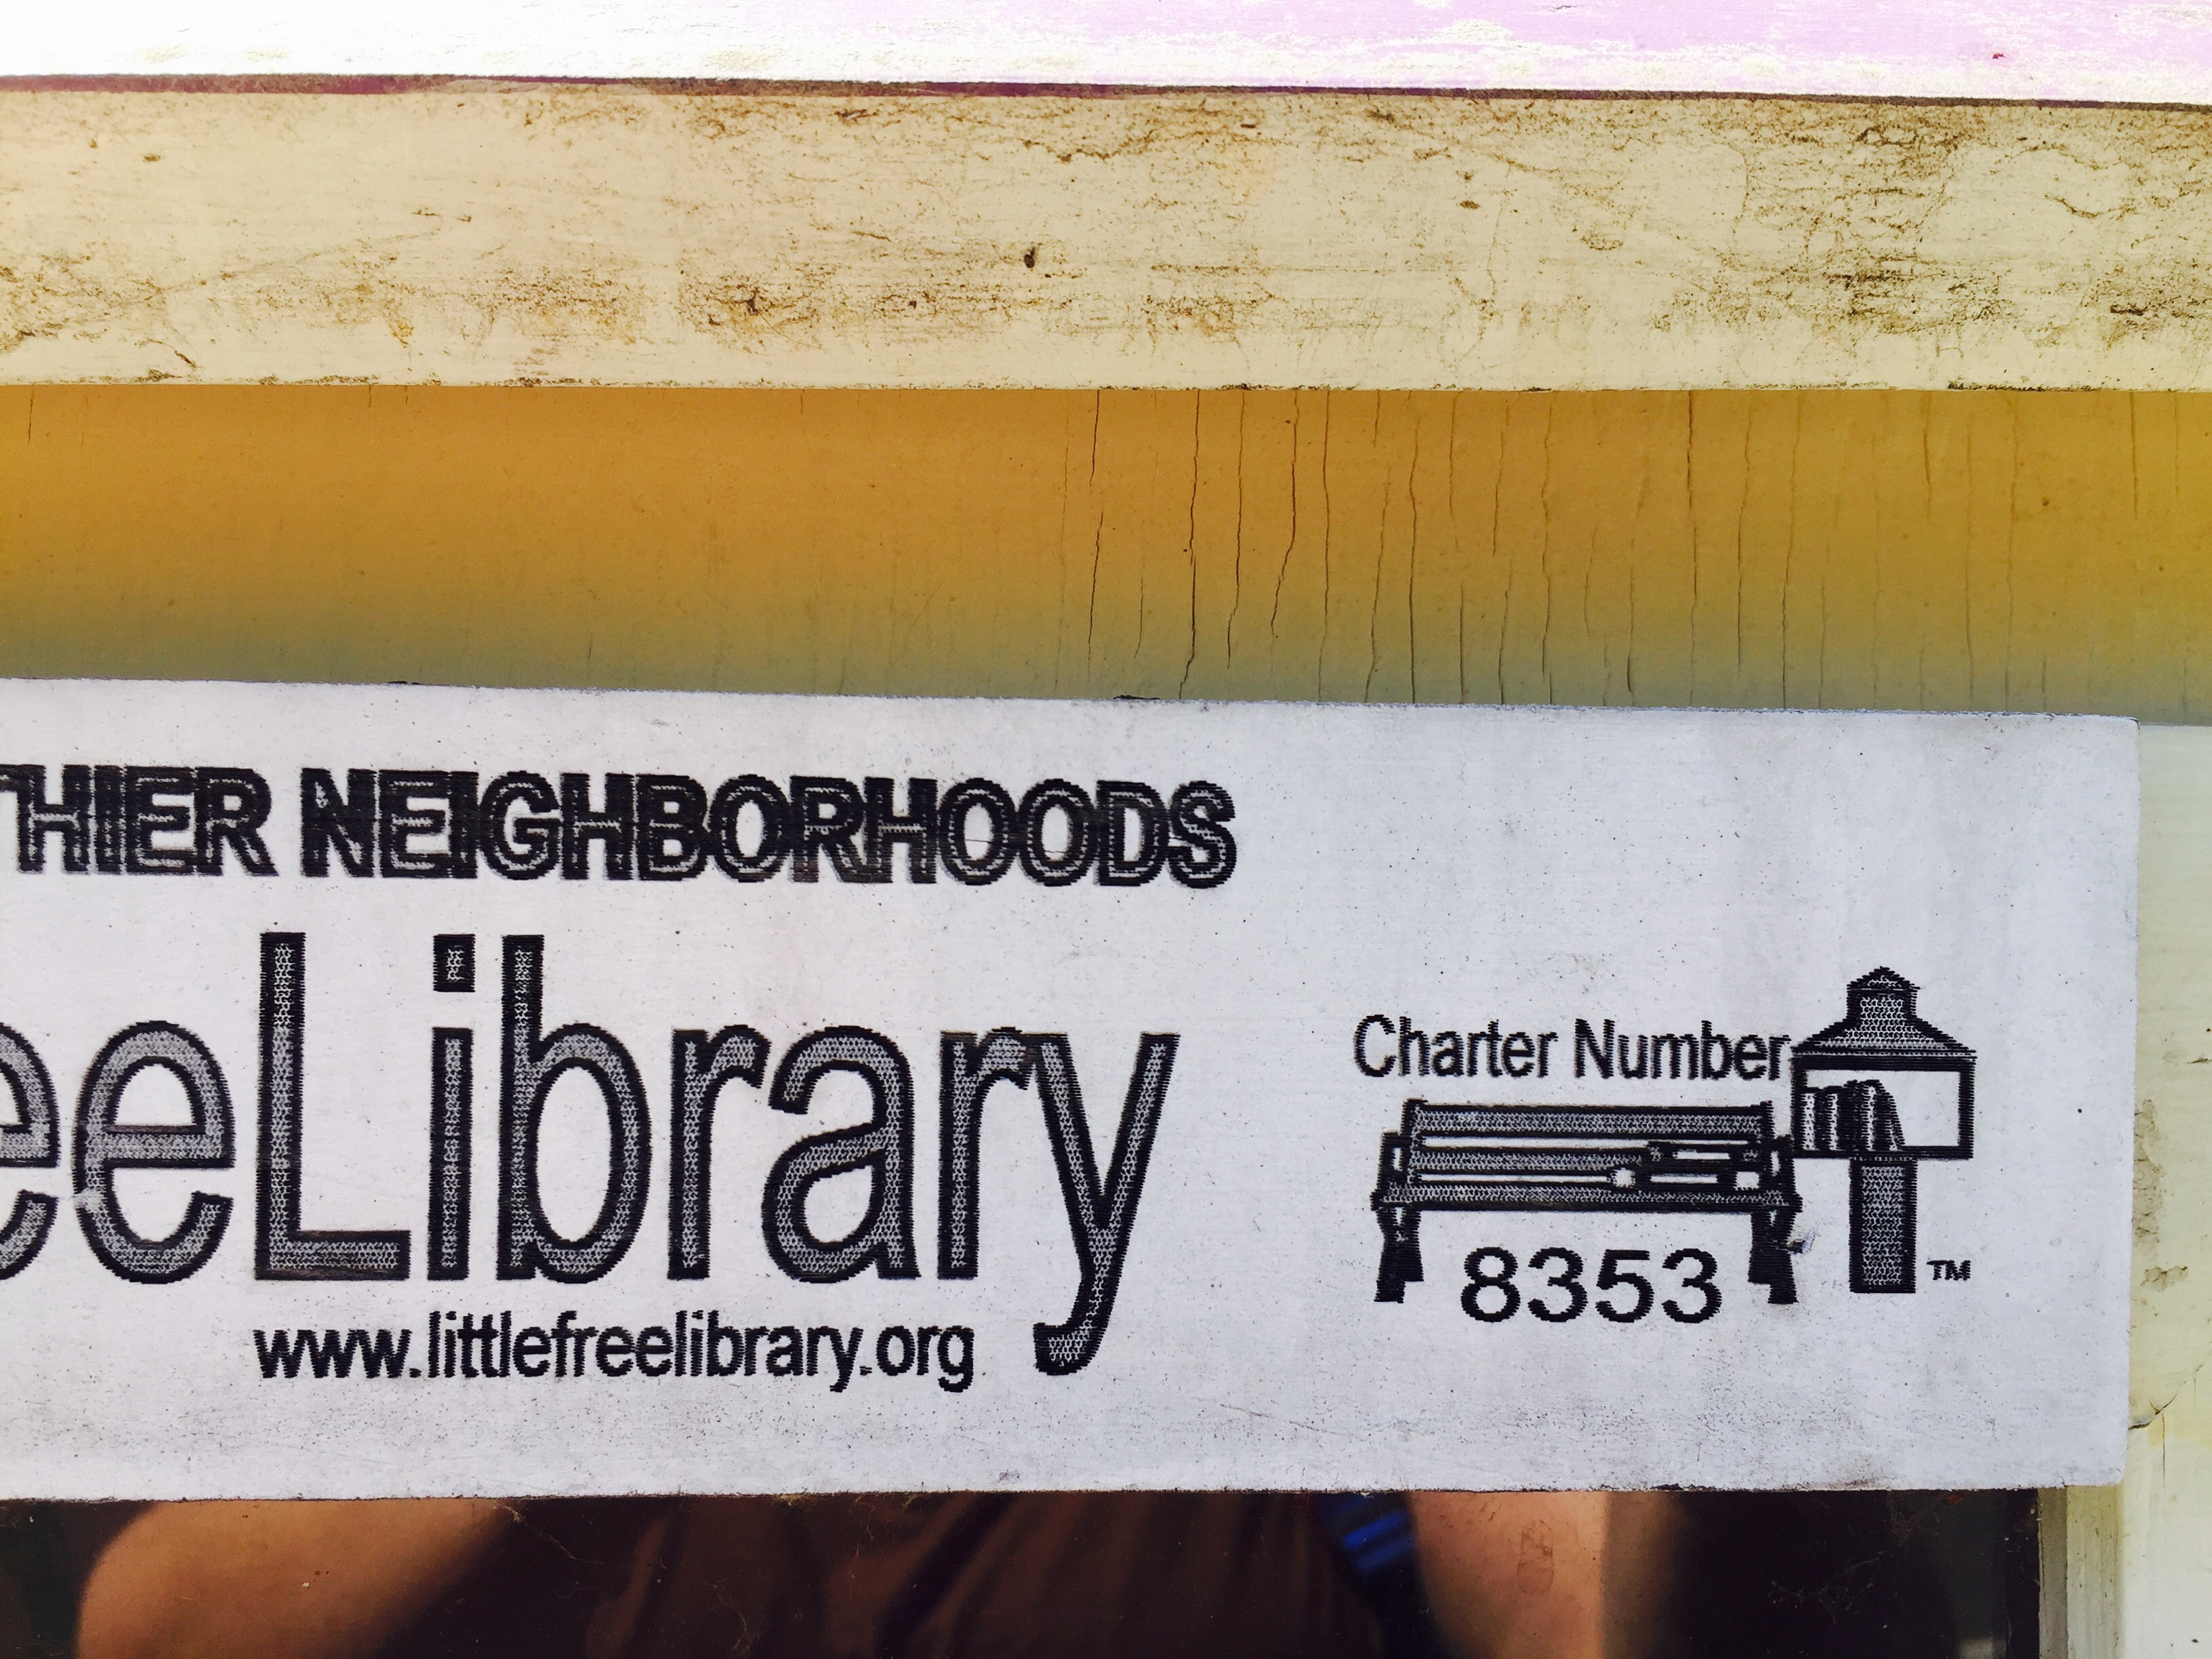 THIER NEIGHBORHOODS
eeLibrary
www.littlefreelibrary.org
Charter Number
8353
TM